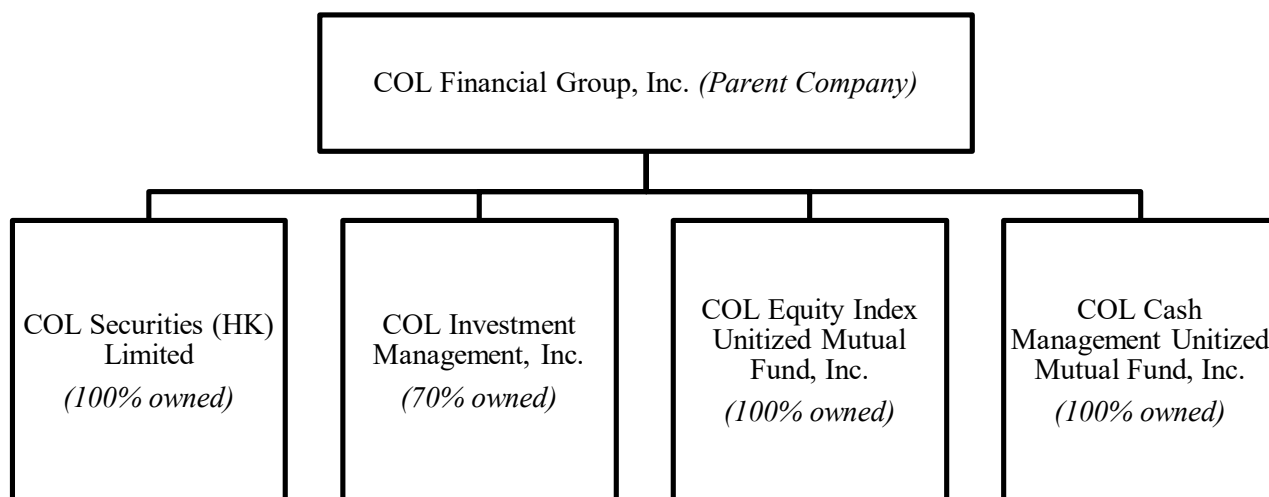 COL Financial Group, Inc. (Parent Company)
COL Securities (HK)
Limited
(100% owned)
COL Investment
Management, Inc.
(70% owned)
COL Equity Index
Unitized Mutual
Fund, Inc.
(100% owned)
COL Cash
Management Unitized
Mutual Fund, Inc.
(100% owned)